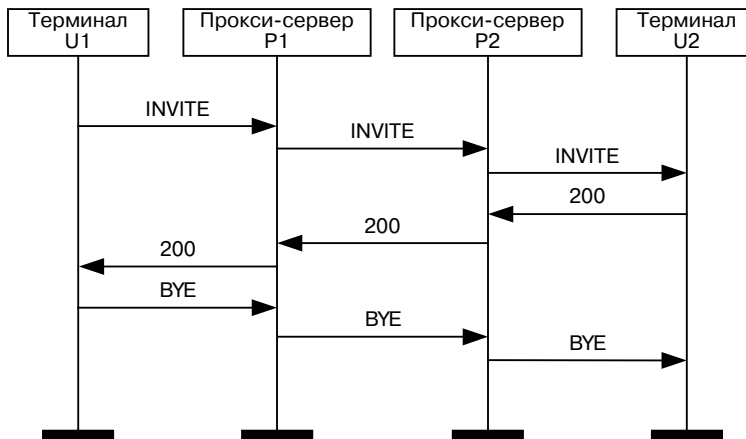 Терминал
U1
Прокси-сервер
P1
Прокси-сервер
P2
Терминал
U2
INVITE
INVITE
INVITE
200
200
200
BYE
BYE
BYE